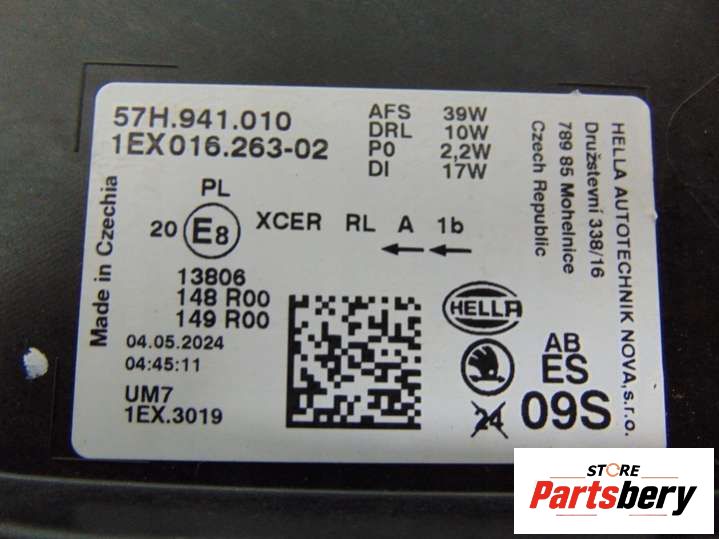 57H.941.010
1EX016.263-02
AFS 39W
DRL 10W
P0 2,2W
DI 17W
PL
20 E8 XCER RL A 1b
13806
148 R00
149 R00
04.05.2024
04:45:11
UM7
1EX.3019
Made in Czechia
HELLA
AB
ES
24 09S
HELLA AUTOTECHNIK NOVA,s.r.o.
Družstevní 338/16
789 85 Mohelnice
Czech Republic
STORE
Partsbery